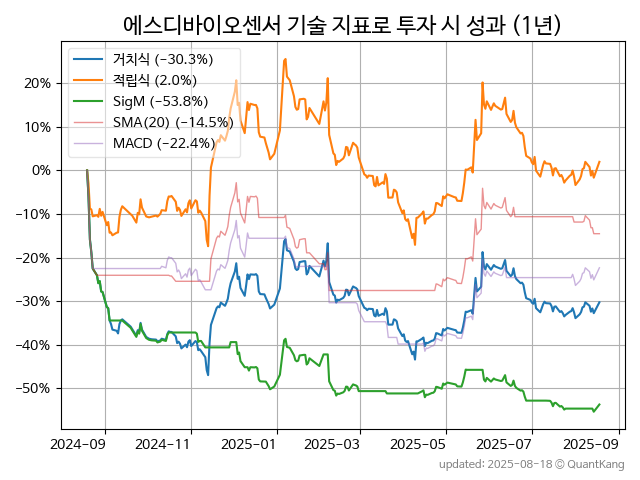 에스디바이오센서 기술 지표로 투자 시 성과 (1년)
거치식 (−30.3%)
적립식 (2.0%)
SigM (−53.8%)
SMA(20) (−14.5%)
MACD (−22.4%)
20%
10%
0%
−10%
−20%
−30%
−40%
−50%
2024-09 2024-11 2025-01 2025-03 2025-05 2025-07 2025-09
updated: 2025-08-18 © QuantKang